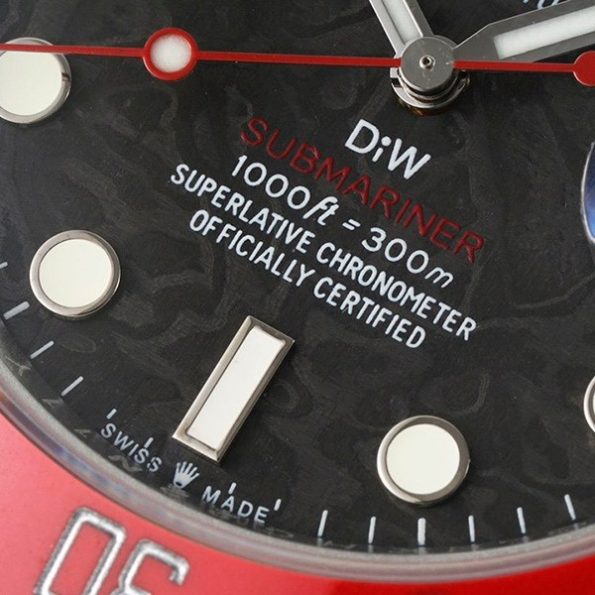 DiW
SUBMARINER
1000ft = 300m
SUPERLATIVE CHRONOMETER
OFFICIALLY CERTIFIED
SWISS MADE
30